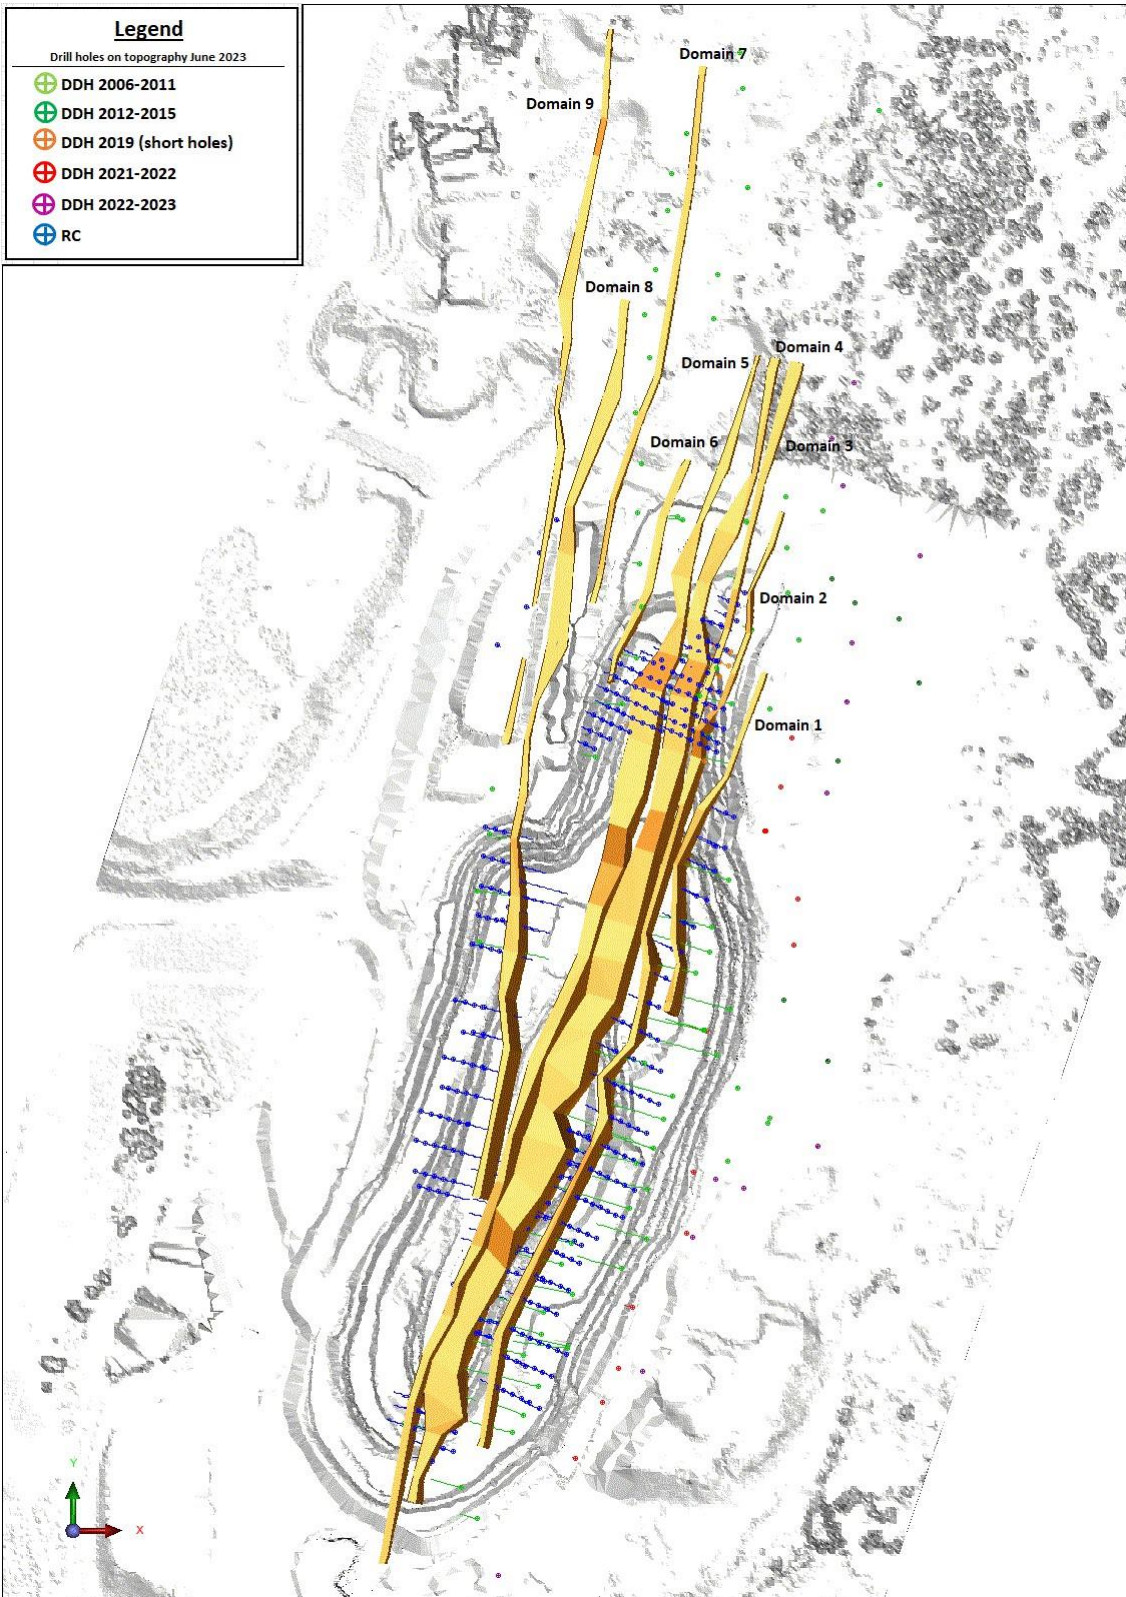 Legend
Drill holes on topography June 2023
DDH 2006-2011
DDH 2012-2015
DDH 2019 (short holes)
DDH 2021-2022
DDH 2022-2023
RC
Domain 7
Domain 9
Domain 8
Domain 4
Domain 5
Domain 6
Domain 3
Domain 2
Domain 1
Y
X